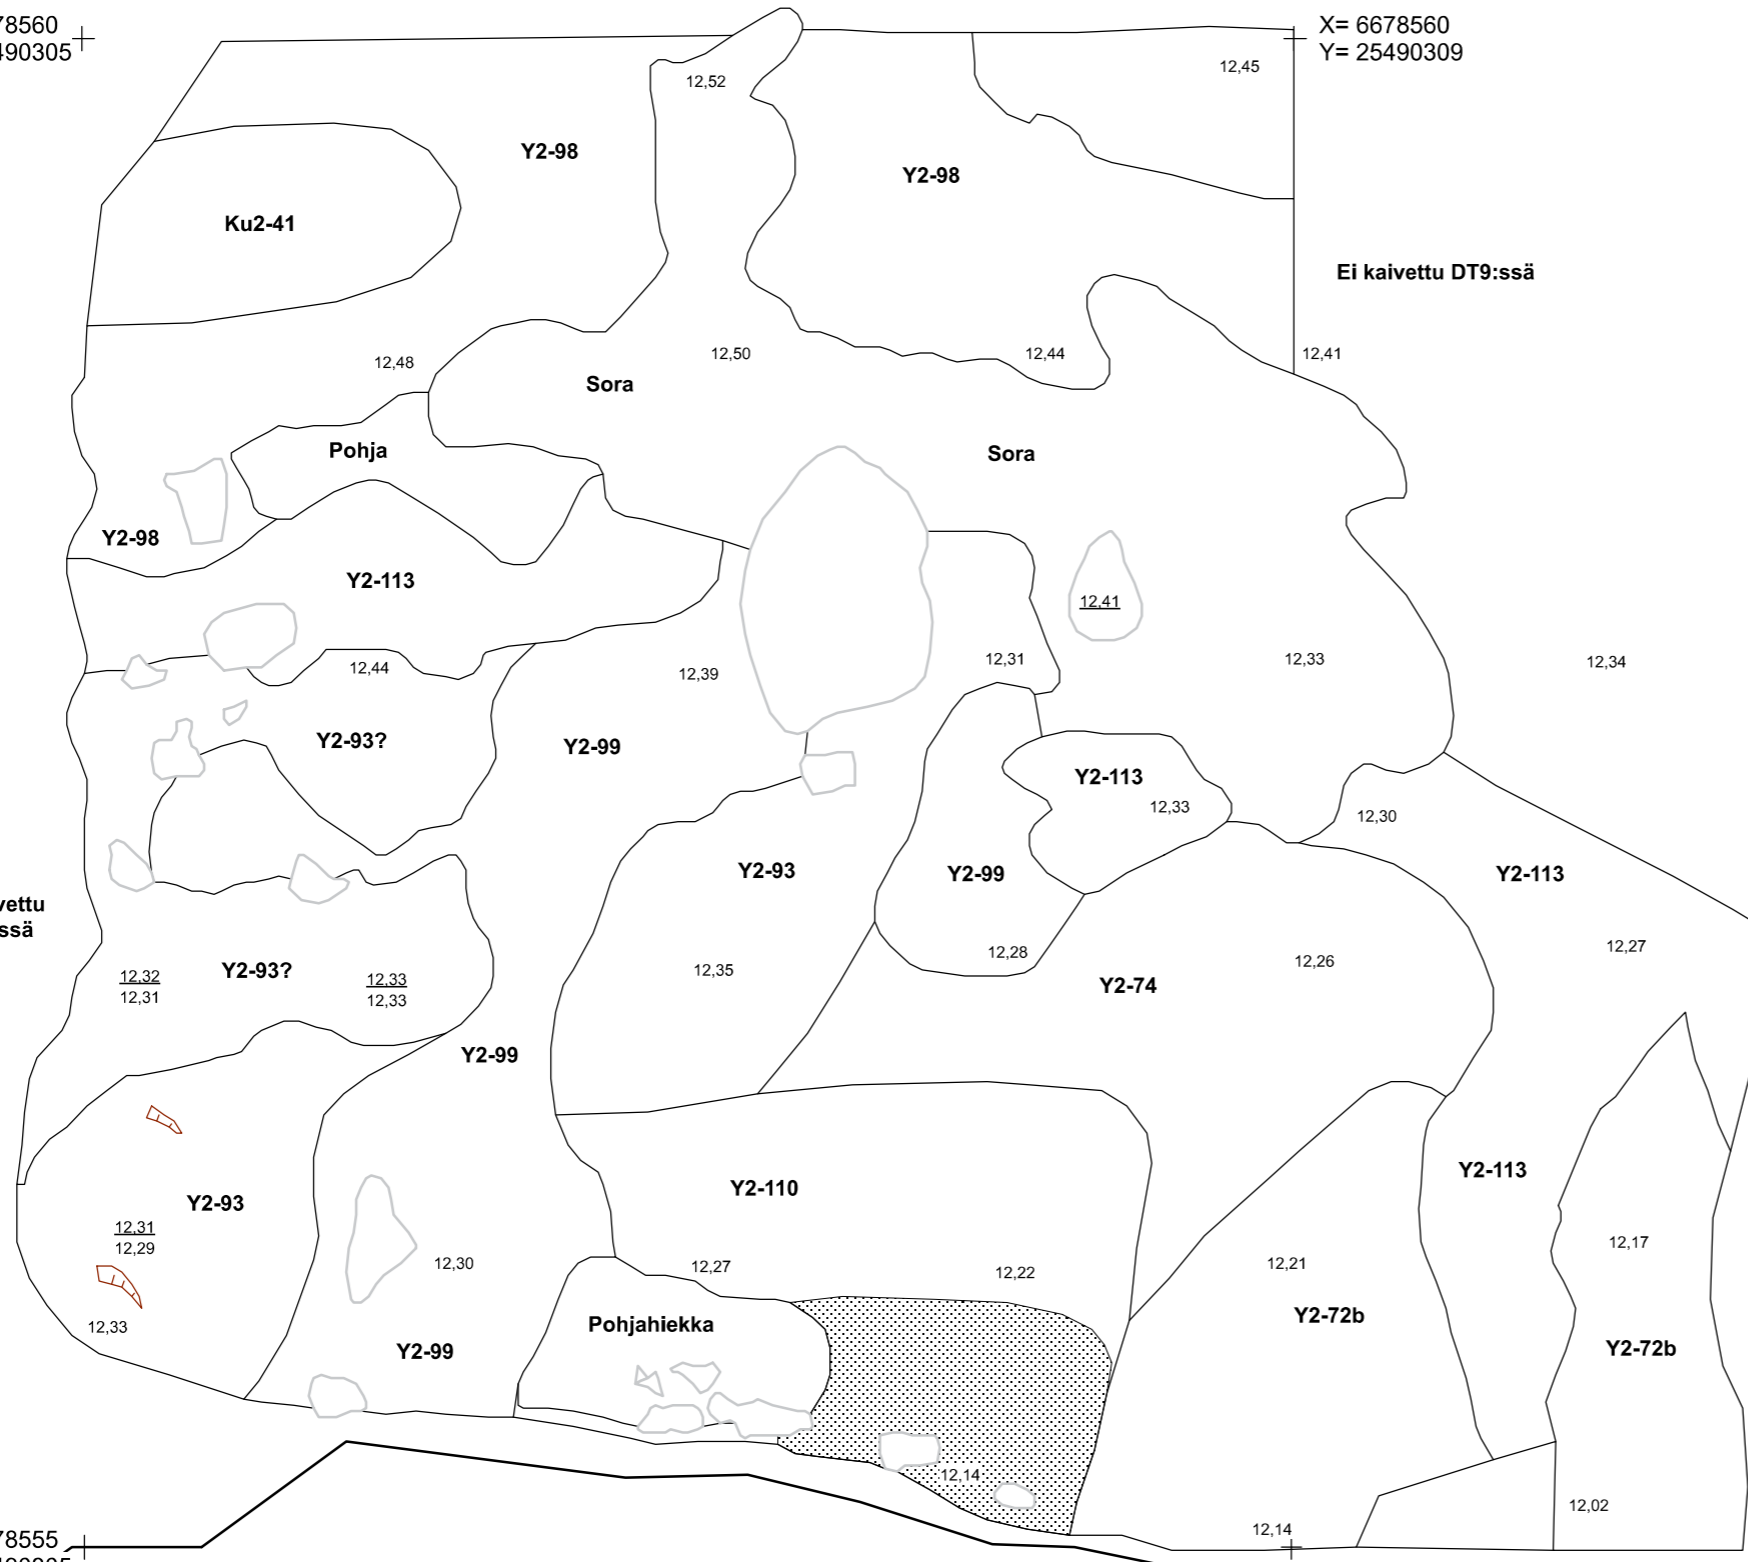 78560
490305
X= 6678560
Y= 25490309
12,52
12,45
Y2-98
Y2-98
Ku2-41
Ei kaivettu DT9:ssä
12,48
12,50
12,44
12,41
Sora
Pohja
Sora
Y2-98
Y2-113
12,41
12,44
12,39
12,31
12,33
12,34
Y2-93?
Y2-99
Y2-113
12,33
12,30
Y2-93
Y2-99
Y2-113
vettu
ssä
12,32
12,31
Y2-93?
12,33
12,33
12,35
12,28
12,26
12,27
Y2-74
Y2-99
Y2-113
Y2-93
Y2-110
12,31
12,29
12,30
12,27
12,22
12,21
12,17
12,33
Pohjahiekka
Y2-72b
Y2-99
Y2-72b
12,14
12,02
12,14
78555